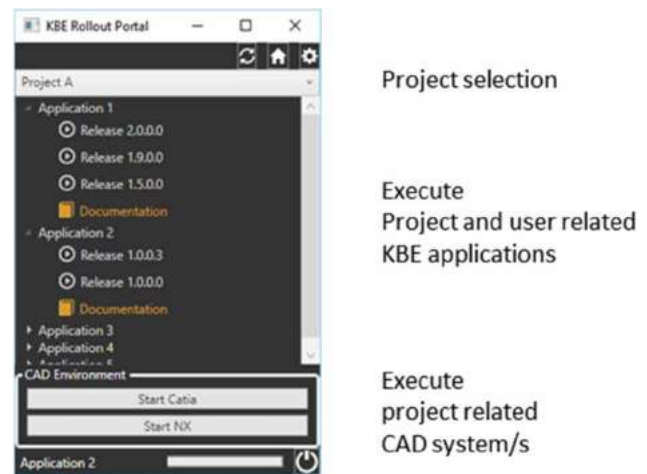 KBE Rollout Portal
Project A
Project selection
Application 1
Release 2.0.0.0
Release 1.9.0.0
Release 1.5.0.0
Documentation
Application 2
Release 1.0.0.3
Release 1.0.0.0
Documentation
Application 3
Application 4
Execute
Project and user related
KBE applications
CAD Environment
Start Catia
Start NX
Execute
project related
CAD system/s
Application 2